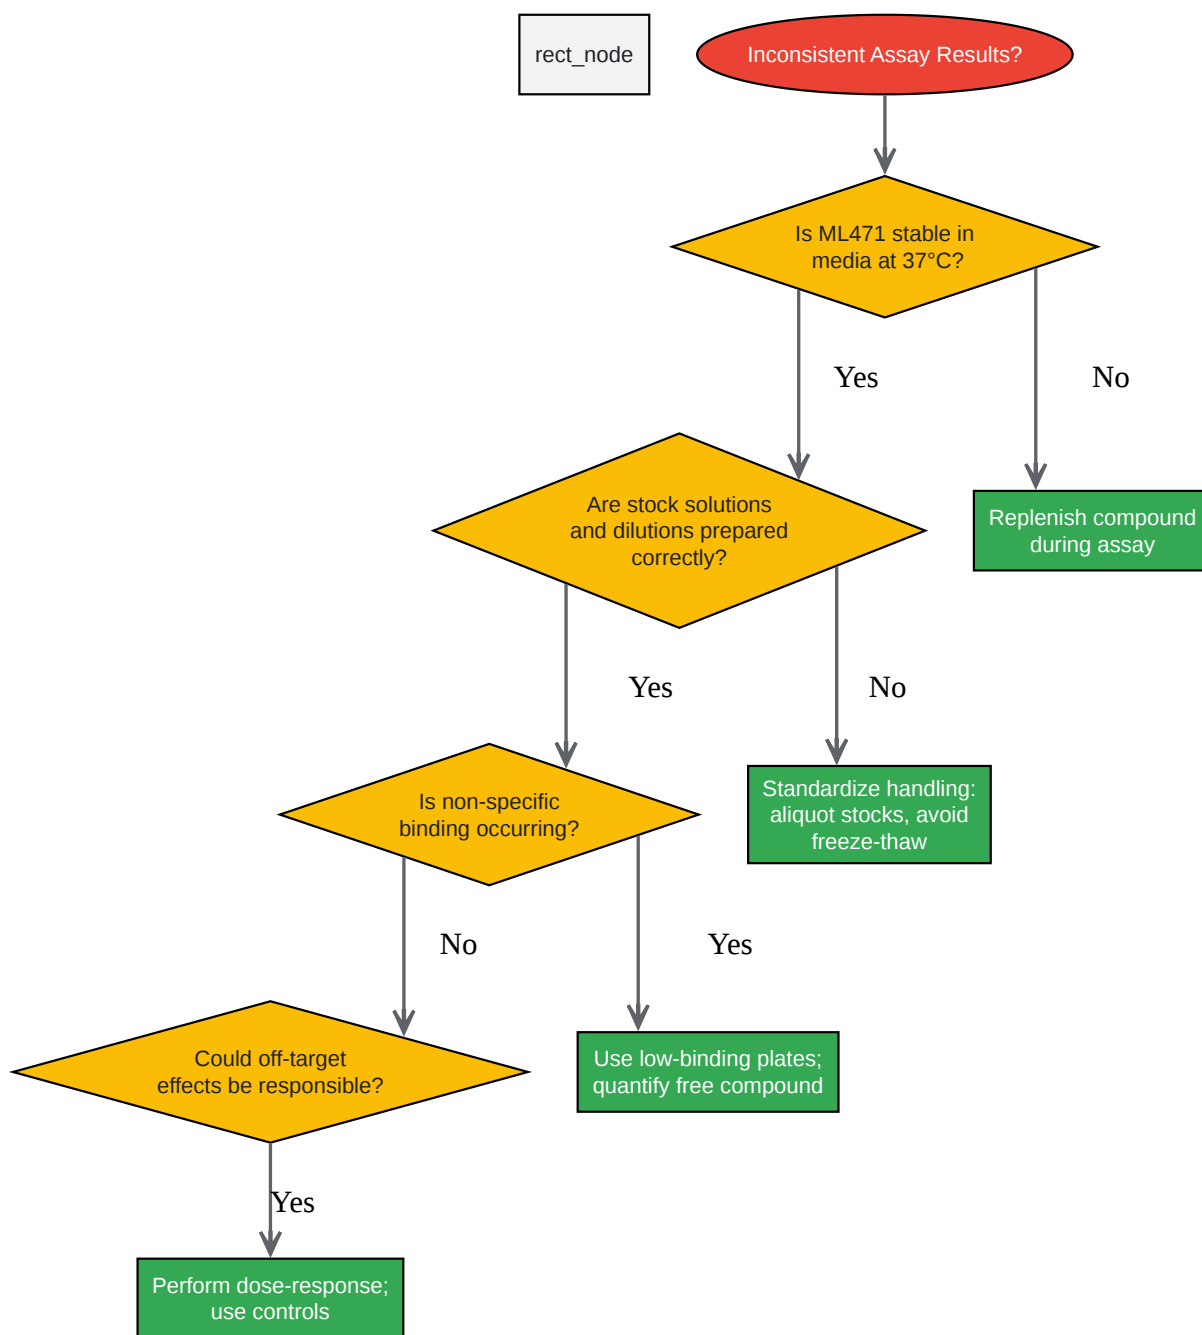 rect_node
Inconsistent Assay Results?
Is ML471 stable in
media at 37°C?
Yes
No
Are stock solutions
and dilutions prepared
correctly?
Replenish compound
during assay
Yes
No
Is non-specific
binding occurring?
Standardize handling:
aliquot stocks, avoid
freeze-thaw
No
Yes
Could off-target
effects be responsible?
Use low-binding plates;
quantify free compound
Yes
Perform dose-response;
use controls